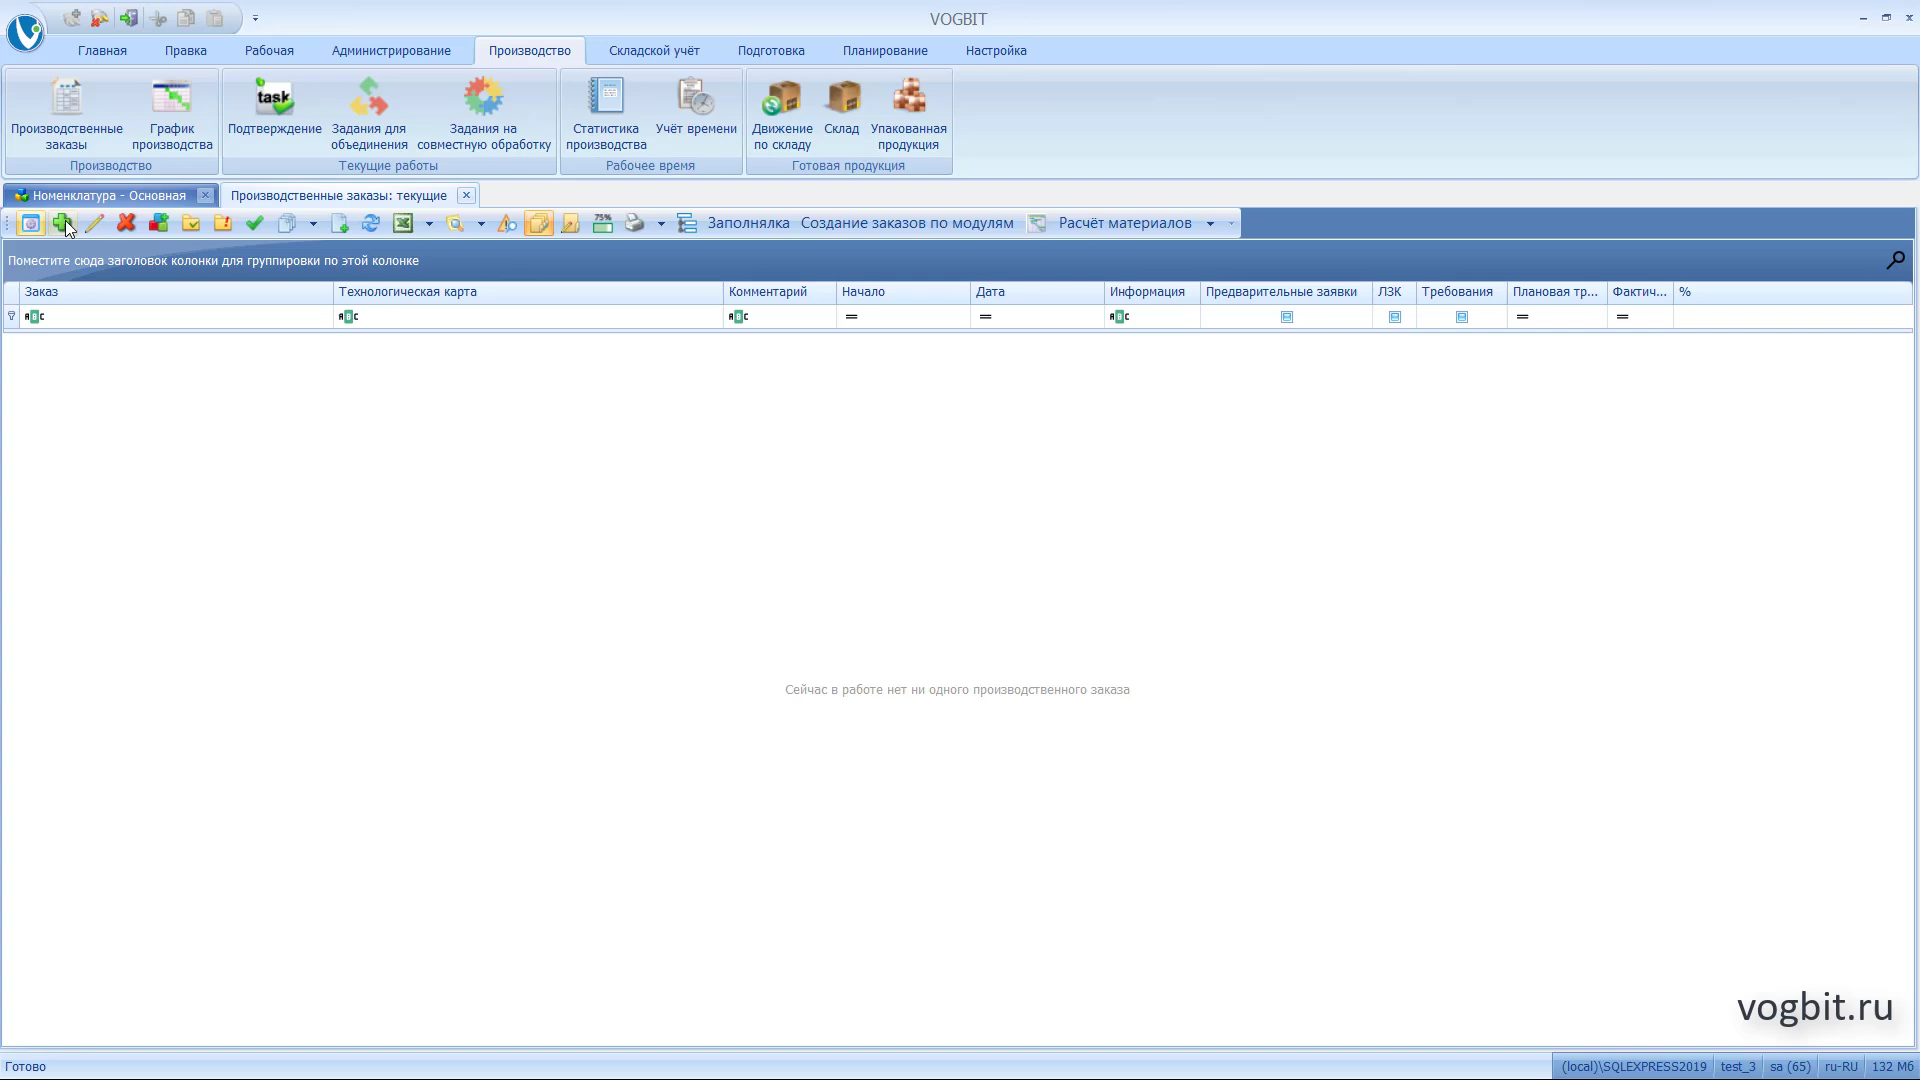 VOGBIT
Главная Правка Рабочая Администрирование Производство Складской учёт Подготовка Планирование Настройка
Производственные заказы
График производства
Производство
task
Подтверждение
Задания для объединения
Задания на совместную обработку
Текущие работы
Статистика производства
Учёт времени
Рабочее время
Движение по складу
Склад
Упакованная продукция
Готовая продукция
Номенклатура - Основная
Производственные заказы: текущие
75%
Заполнялка Создание заказов по модулям Расчёт материалов
Поместите сюда заголовок колонки для группировки по этой колонке
Заказ Технологическая карта Комментарий Начало Дата Информация Предварительные заявки ЛЗК Требования Плановая тр... Фактич... %
ABC ABC ABC = = ABC = =
Сейчас в работе нет ни одного производственного заказа
vogbit.ru
Готово
(local)\SQLEXPRESS2019 test_3 sa (65) ru-RU 132 Мб